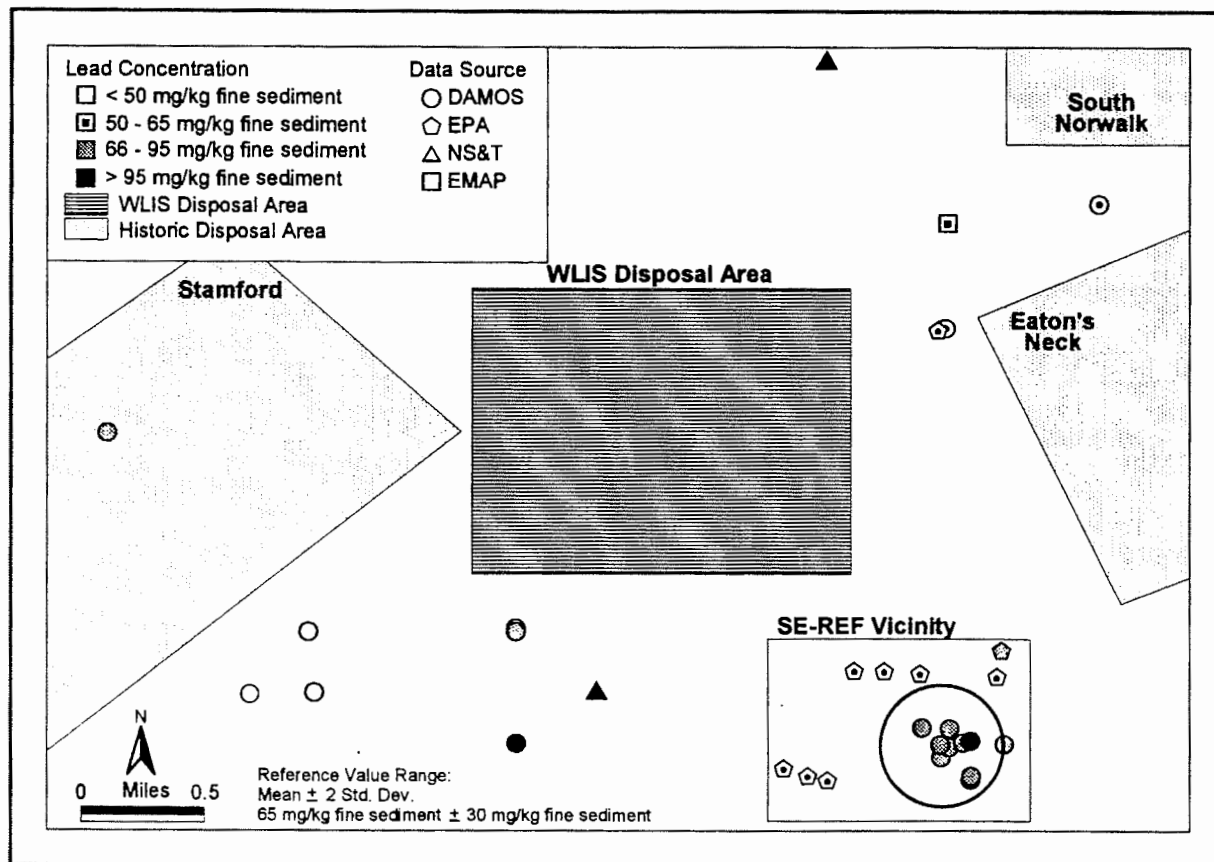 Lead Concentration
< 50 mg/kg fine sediment
50 - 65 mg/kg fine sediment
66 - 95 mg/kg fine sediment
> 95 mg/kg fine sediment
WLIS Disposal Area
Historic Disposal Area
Data Source
DAMOS
EPA
NS&T
EMAP
South
Norwalk
Stamford
WLIS Disposal Area
Eaton's
Neck
SE-REF Vicinity
N
0 Miles 0.5
Reference Value Range:
Mean ± 2 Std. Dev.
65 mg/kg fine sediment ± 30 mg/kg fine sediment